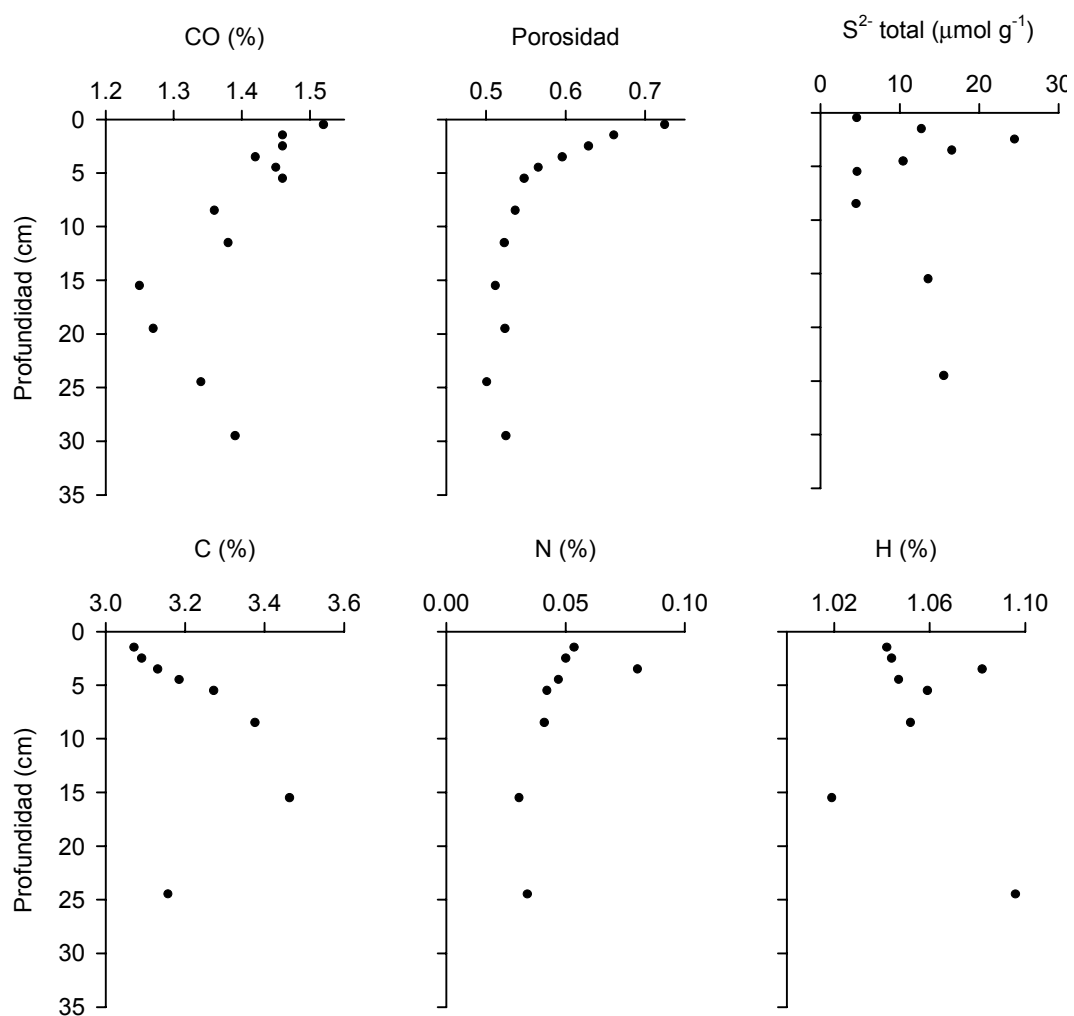 CO (%)
1.2 1.3 1.4 1.5
Porosidad
0.5 0.6 0.7
S²⁻ total (μmol g⁻¹)
0 10 20 30
Profundidad (cm)
0
5
10
15
20
25
30
35
C (%)
3.0 3.2 3.4 3.6
N (%)
0.00 0.05 0.10
H (%)
1.02 1.06 1.10
Profundidad (cm)
0
5
10
15
20
25
30
35